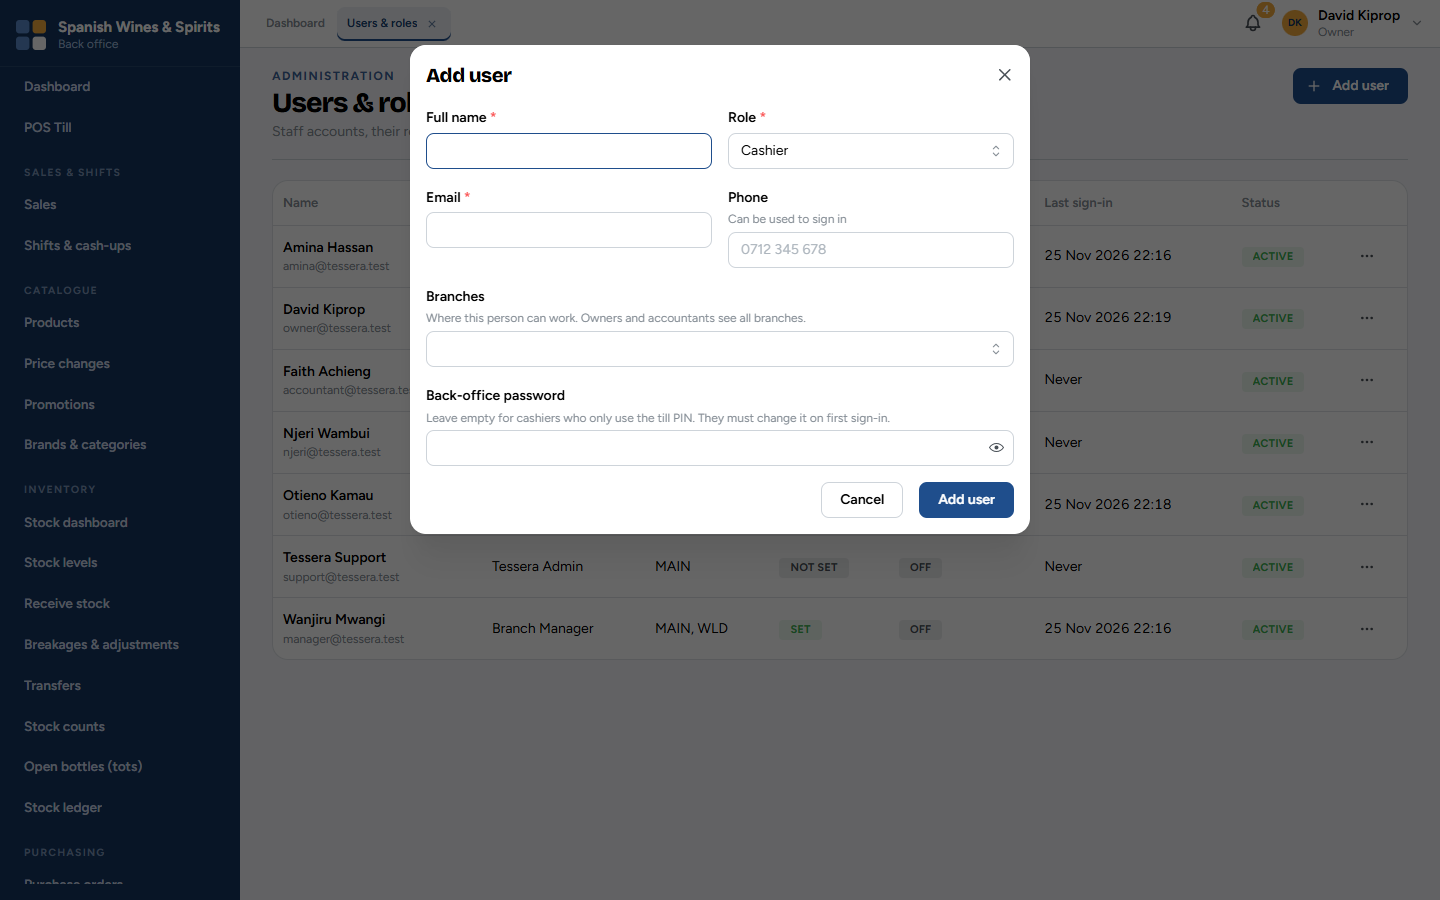 Spanish Wines & Spirits
Back office
Dashboard
POS Till
SALES & SHIFTS
Sales
Shifts & cash-ups
CATALOGUE
Products
Price changes
Promotions
Brands & categories
INVENTORY
Stock dashboard
Stock levels
Receive stock
Breakages & adjustments
Transfers
Stock counts
Open bottles (tots)
Stock ledger
PURCHASING
Dashboard
Users & roles
4
DK
David Kiprop
Owner
ADMINISTRATION
Users & rol
Staff accounts, their r
Add user
Name
Last sign-in
Status
Amina Hassan
amina@tessera.test
25 Nov 2026 22:16
ACTIVE
David Kiprop
owner@tessera.test
25 Nov 2026 22:19
ACTIVE
Faith Achieng
accountant@tessera.te
Never
ACTIVE
Njeri Wambui
njeri@tessera.test
Never
ACTIVE
Otieno Kamau
otieno@tessera.test
25 Nov 2026 22:18
ACTIVE
Tessera Support
support@tessera.test
Tessera Admin
MAIN
NOT SET
OFF
Never
ACTIVE
Wanjiru Mwangi
manager@tessera.test
Branch Manager
MAIN, WLD
SET
OFF
25 Nov 2026 22:16
ACTIVE
Add user
Full name *
Role *
Cashier
Email *
Phone
Can be used to sign in
0712 345 678
Branches
Where this person can work. Owners and accountants see all branches.
Back-office password
Leave empty for cashiers who only use the till PIN. They must change it on first sign-in.
Cancel
Add user